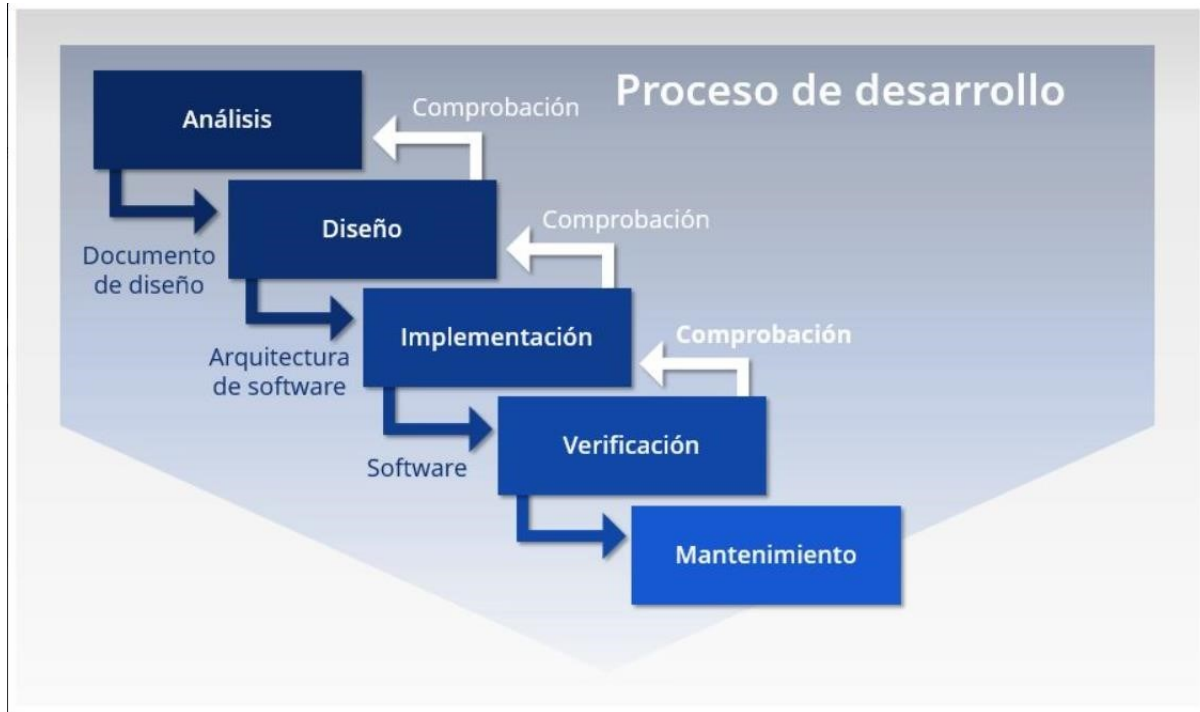 Proceso de desarrollo
Análisis
Comprobación
Diseño
Comprobación
Documento
de diseño
Implementación
Comprobación
Arquitectura
de software
Verificación
Software
Mantenimiento